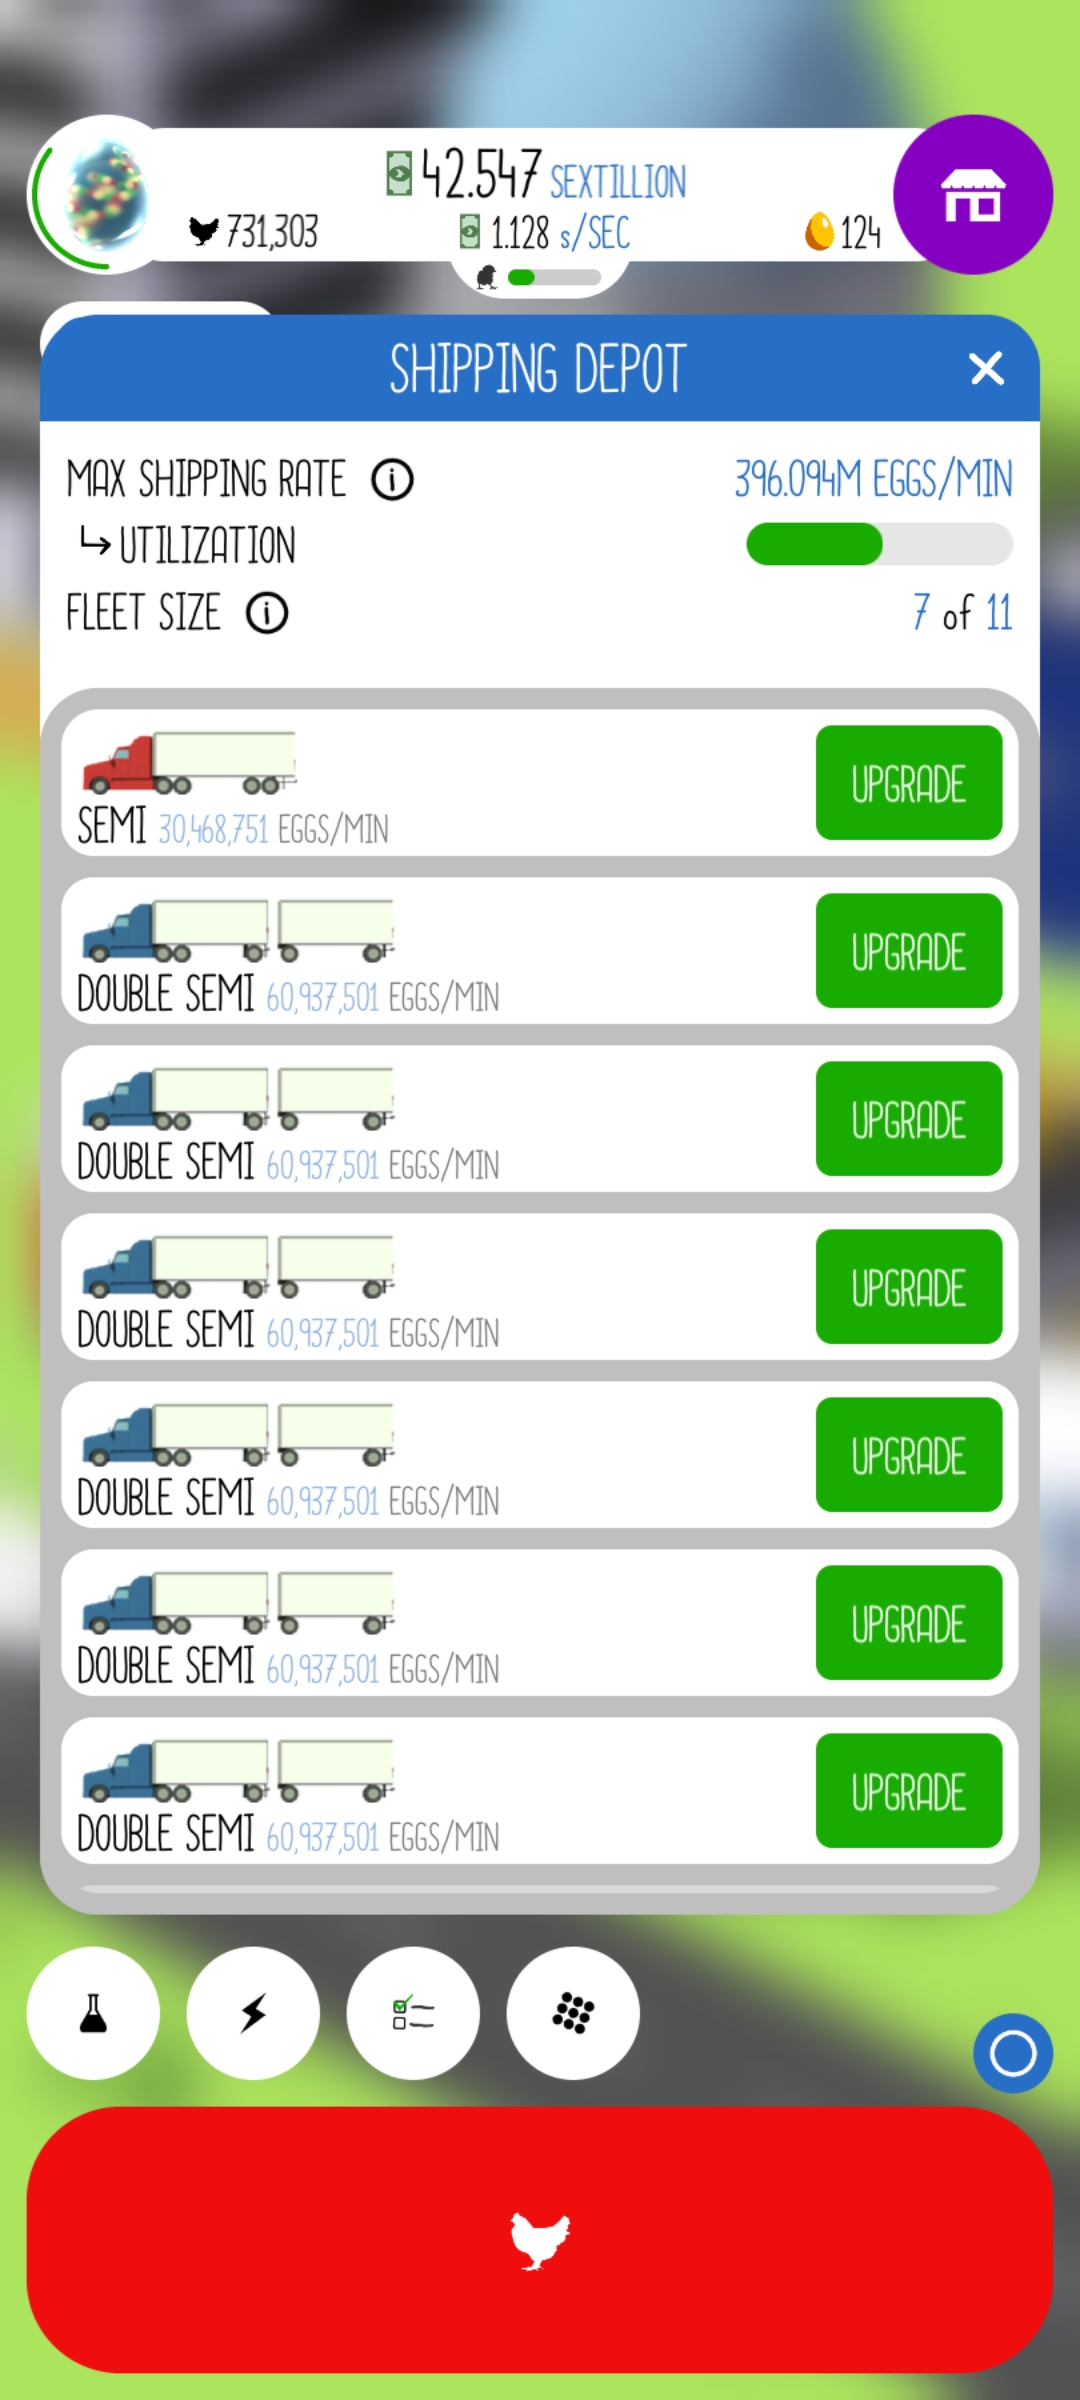 42.547 SEXTILLION
731,303 1.128 s/SEC 124
SHIPPING DEPOT
MAX SHIPPING RATE 396.094M EGGS/MIN
UTILIZATION
FLEET SIZE 7 of 11
UPGRADE
SEMI 30,468,751 EGGS/MIN
UPGRADE
DOUBLE SEMI 60,937,501 EGGS/MIN
UPGRADE
DOUBLE SEMI 60,937,501 EGGS/MIN
UPGRADE
DOUBLE SEMI 60,937,501 EGGS/MIN
UPGRADE
DOUBLE SEMI 60,937,501 EGGS/MIN
UPGRADE
DOUBLE SEMI 60,937,501 EGGS/MIN
UPGRADE
DOUBLE SEMI 60,937,501 EGGS/MIN